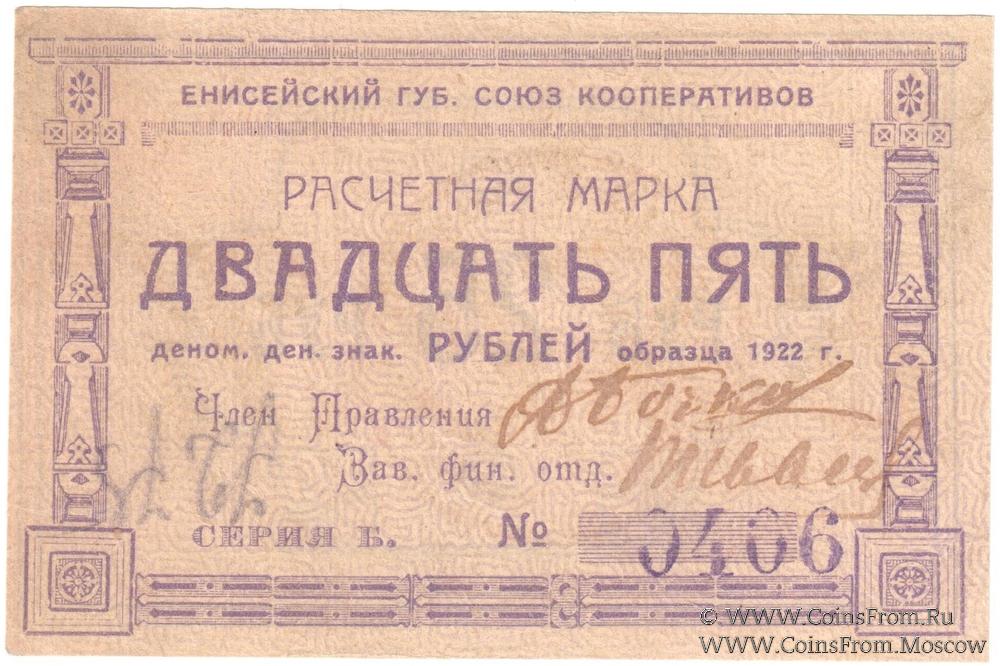 ЕНИСЕЙСКИЙ ГУБ. СОЮЗ КООПЕРАТИВОВ
РАСЧЕТНАЯ МАРКА
ДВАДЦАТЬ ПЯТЬ
деном. ден. знак. РУБЛЕЙ образца 1922 г.
Член Правления
Зав. фин. отд.
СЕРИЯ Б. № 0406
© WWW.CoinsFrom.Ru
WWW.CoinsFrom.Moscow